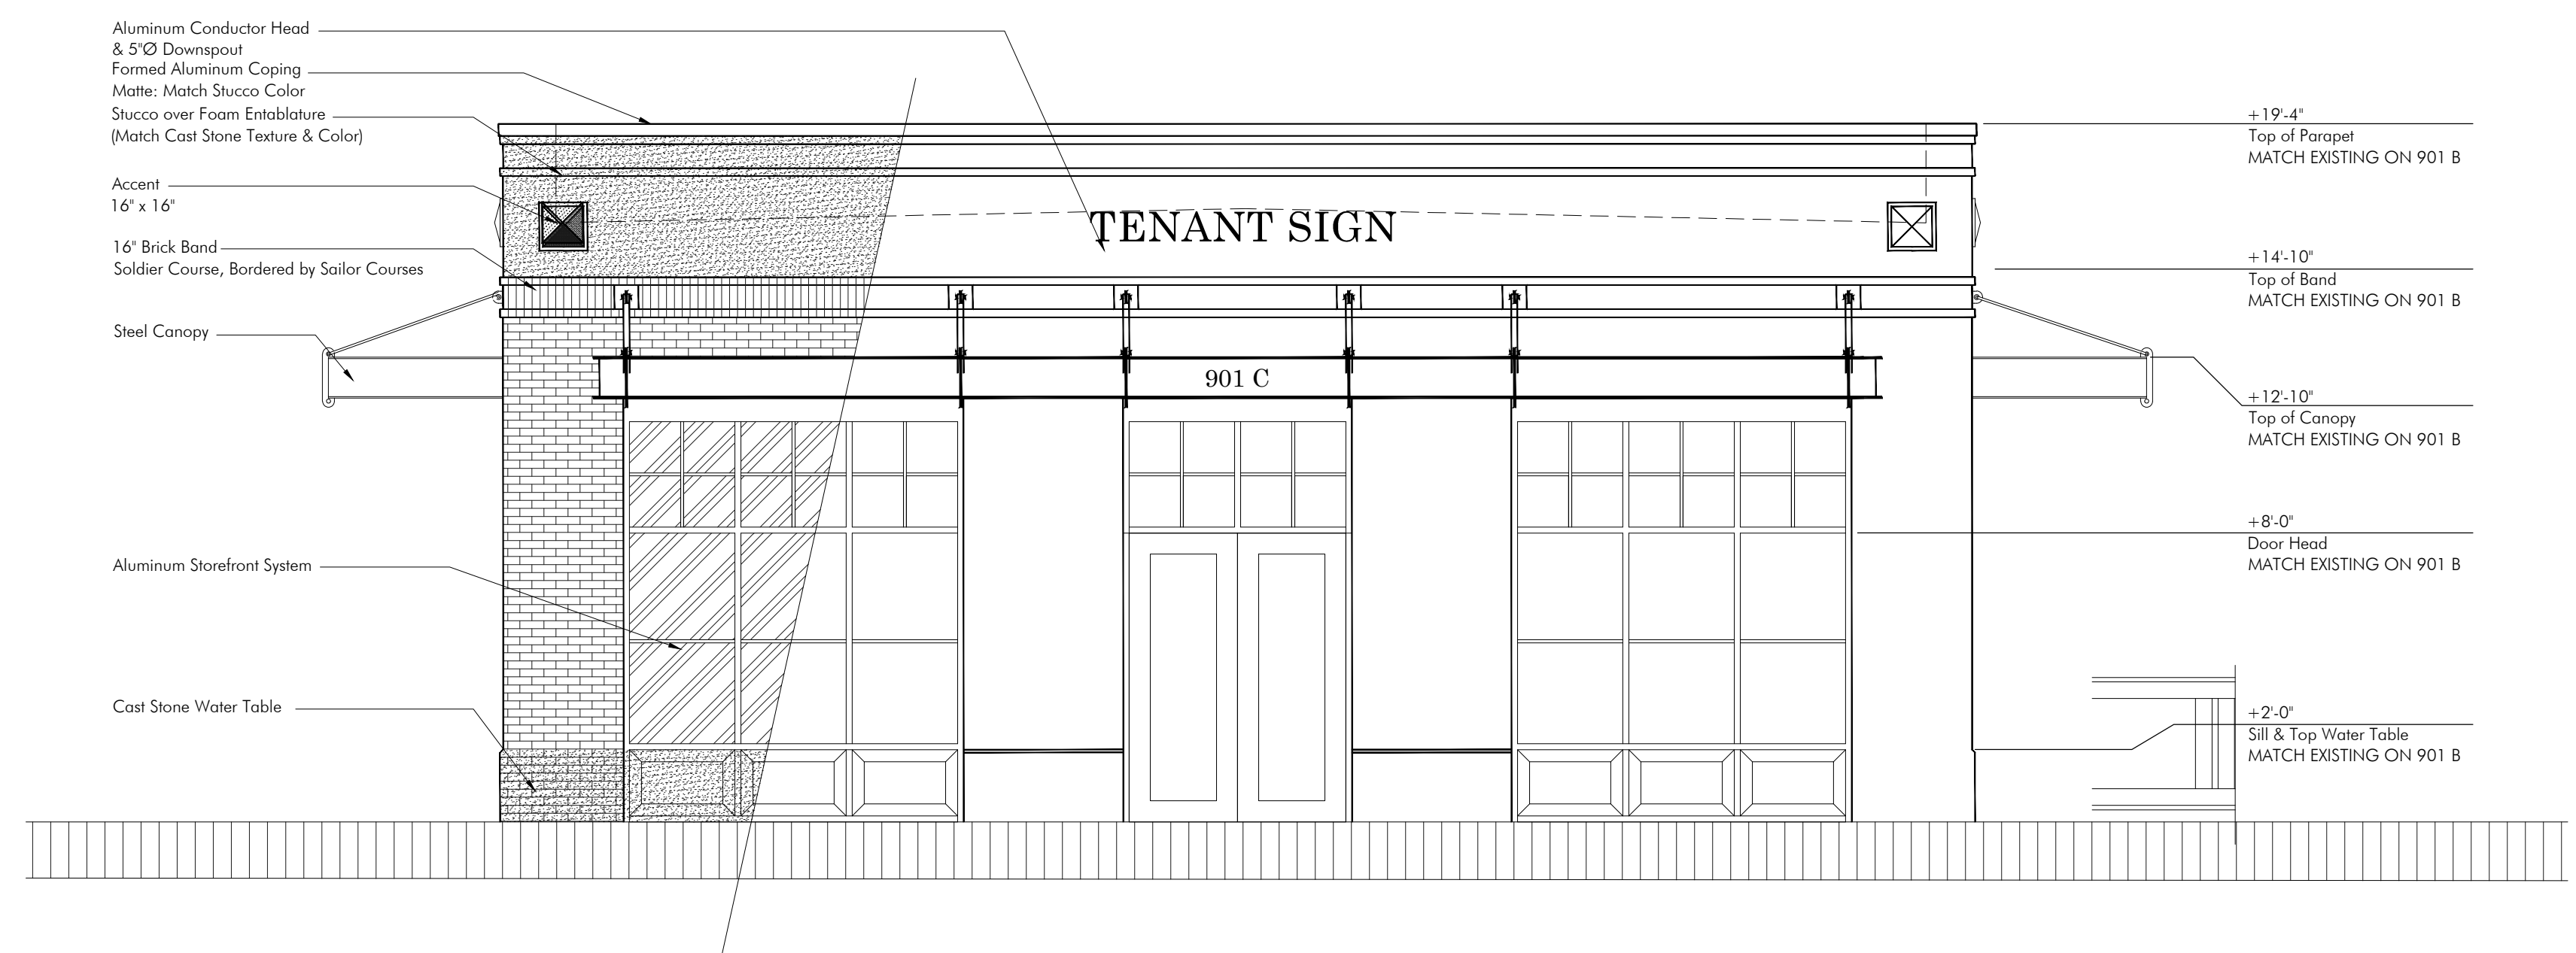 Aluminum Conductor Head
& 5"Ø Downspout
Formed Aluminum Coping
Matte: Match Stucco Color
Stucco over Foam Entablature
(Match Cast Stone Texture & Color)
Accent
16" x 16"
16" Brick Band
Soldier Course, Bordered by Sailor Courses
Steel Canopy
Aluminum Storefront System
Cast Stone Water Table
TENANT SIGN
901 C
+19'-4"
Top of Parapet
MATCH EXISTING ON 901 B
+14'-10"
Top of Band
MATCH EXISTING ON 901 B
+12'-10"
Top of Canopy
MATCH EXISTING ON 901 B
+8'-0"
Door Head
MATCH EXISTING ON 901 B
+2'-0"
Sill & Top Water Table
MATCH EXISTING ON 901 B